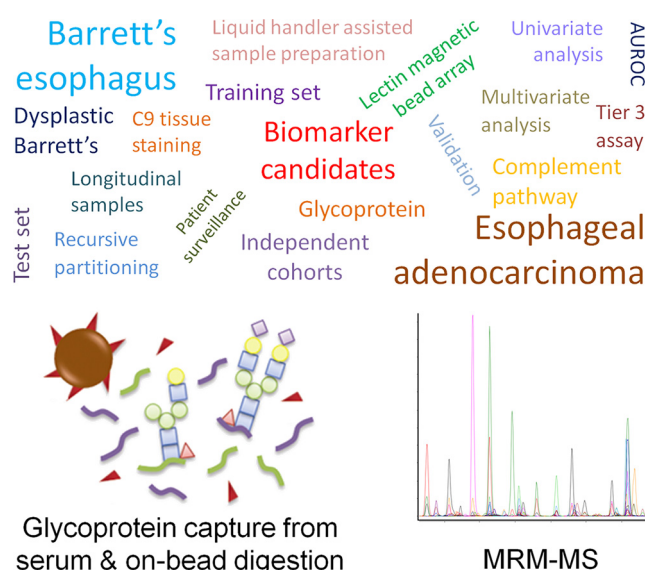 Barrett's
esophagus
Liquid handler assisted
sample preparation
Lectin magnetic
bead array
Univariate
analysis
AUROC
Training set
Dysplastic
Barrett's
C9 tissue
staining
Biomarker
candidates
Validation
Multivariate
analysis
Tier 3
assay
Longitudinal
samples
Patient
surveillance
Glycoprotein
Complement
pathway
Test set
Recursive
partitioning
Independent
cohorts
Esophageal
adenocarcinoma
Glycoprotein capture from
serum & on-bead digestion
MRM-MS